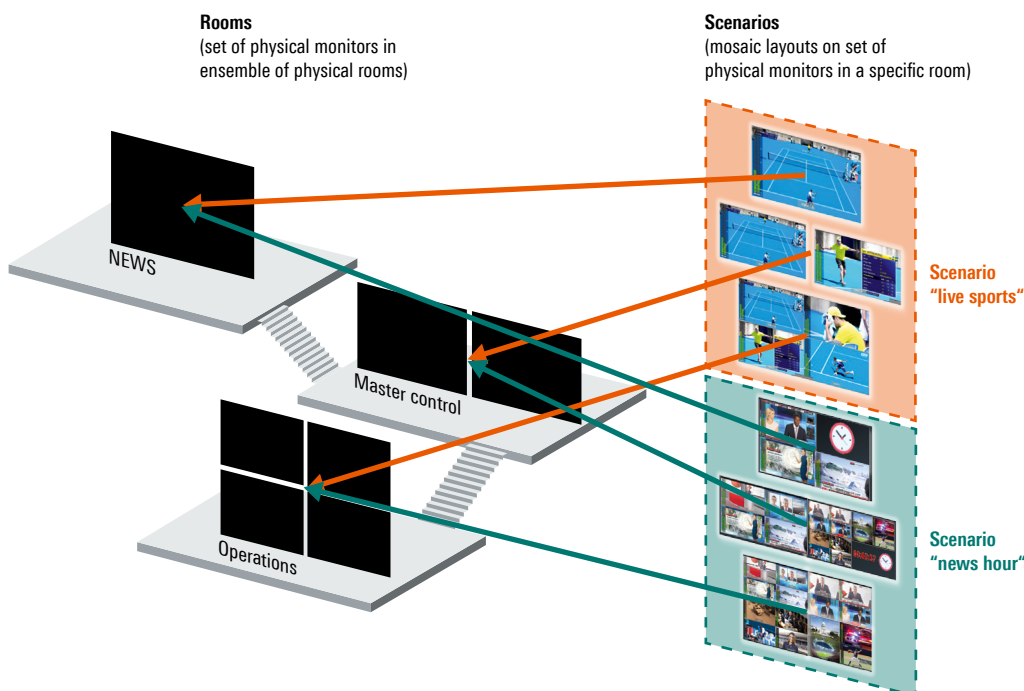 Rooms
(set of physical monitors in
ensemble of physical rooms)
Scenarios
(mosaic layouts on set of
physical monitors in a specific room)
NEWS
Master control
Operations
Scenario
“live sports“
Scenario
“news hour“